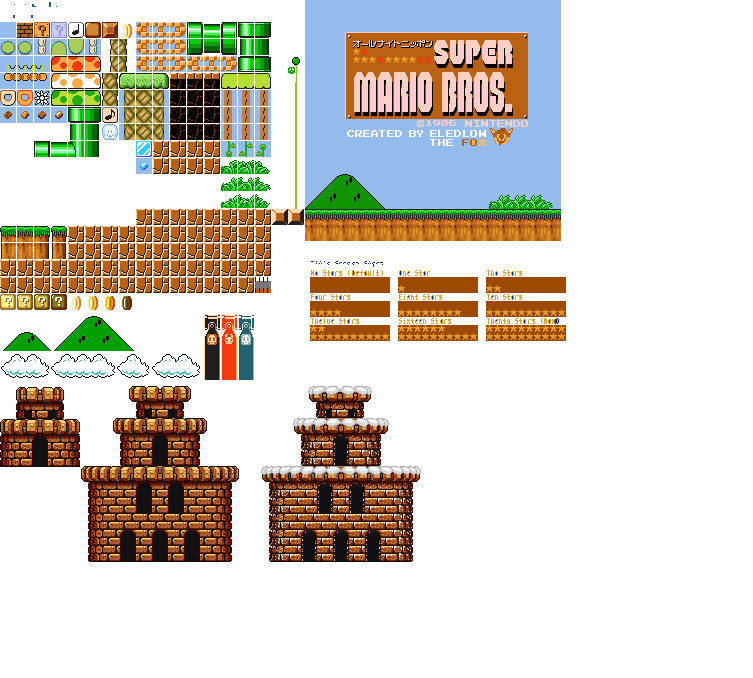 オールナイトニッポン
SUPER
MARIO BROS.
©1986 NINTENDO
CREATED BY ELEDLOW
THE FOX
No Stars (Default)
One Star
Two Stars
Four Stars
Eight Stars
Ten Stars
Twelve Stars
Sixteen Stars